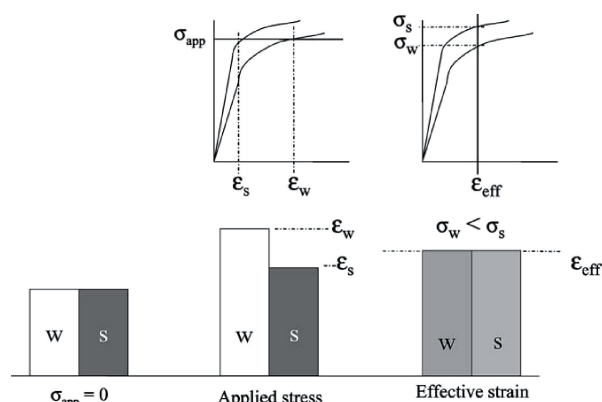 σ_app
ε_s
ε_w
σ_s
σ_w
ε_eff
ε_w
ε_s
σ_w < σ_s
ε_eff
W
S
W
S
W
S
σ_app = 0
Applied stress
Effective strain